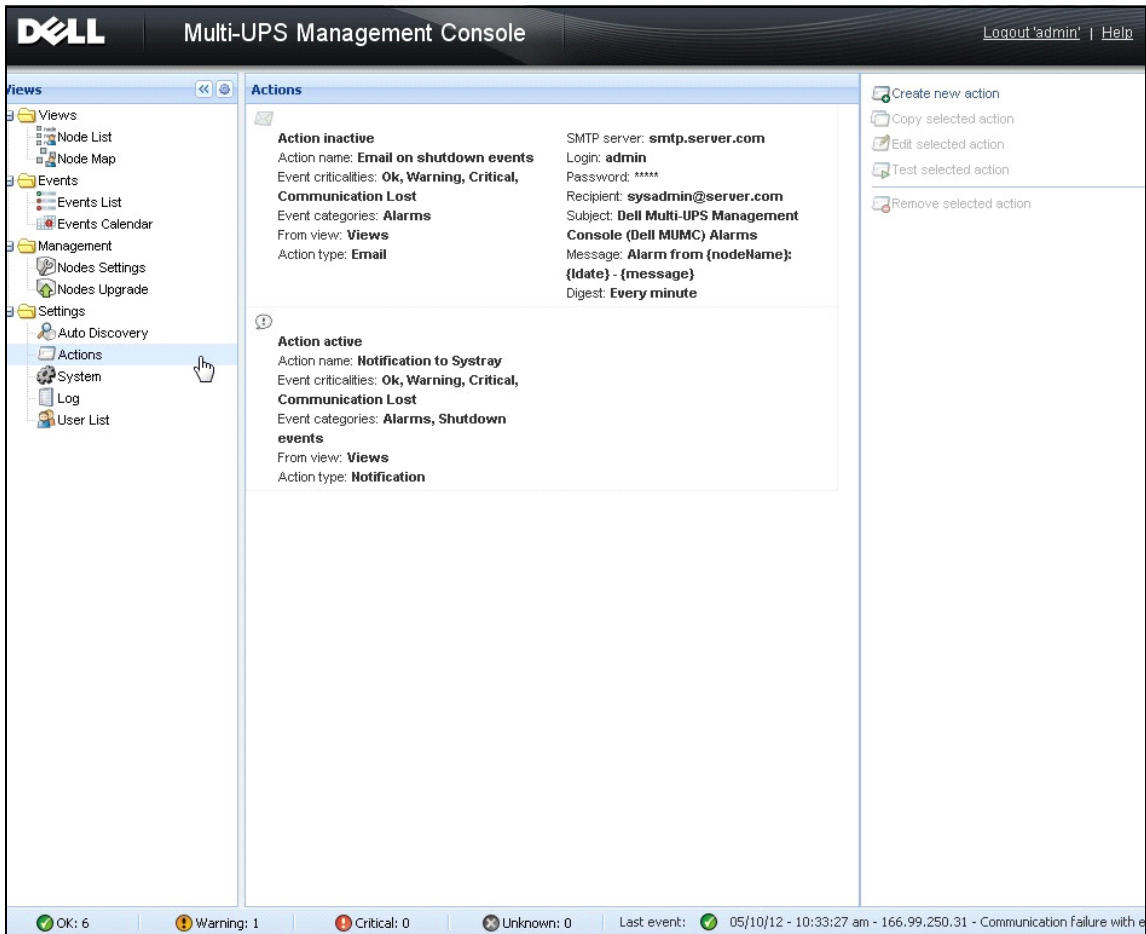 DELL
Multi-UPS Management Console
Logout 'admin' | Help
Views
Views
Node List
Node Map
Events
Events List
Events Calendar
Management
Nodes Settings
Nodes Upgrade
Settings
Auto Discovery
Actions
System
Log
User List
Actions
Action inactive
Action name: Email on shutdown events
Event criticalities: Ok, Warning, Critical,
Communication Lost
Event categories: Alarms
From view: Views
Action type: Email
SMTP server: smtp.server.com
Login: admin
Password: *****
Recipient: sysadmin@server.com
Subject: Dell Multi-UPS Management
Console (Dell MUMC) Alarms
Message: Alarm from {nodeName}:
{ldate} - {message}
Digest: Every minute
Action active
Action name: Notification to Systray
Event criticalities: Ok, Warning, Critical,
Communication Lost
Event categories: Alarms, Shutdown
events
From view: Views
Action type: Notification
Create new action
Copy selected action
Edit selected action
Test selected action
Remove selected action
OK: 6
Warning: 1
Critical: 0
Unknown: 0
Last event: 05/10/12 - 10:33:27 am - 166.99.250.31 - Communication failure with